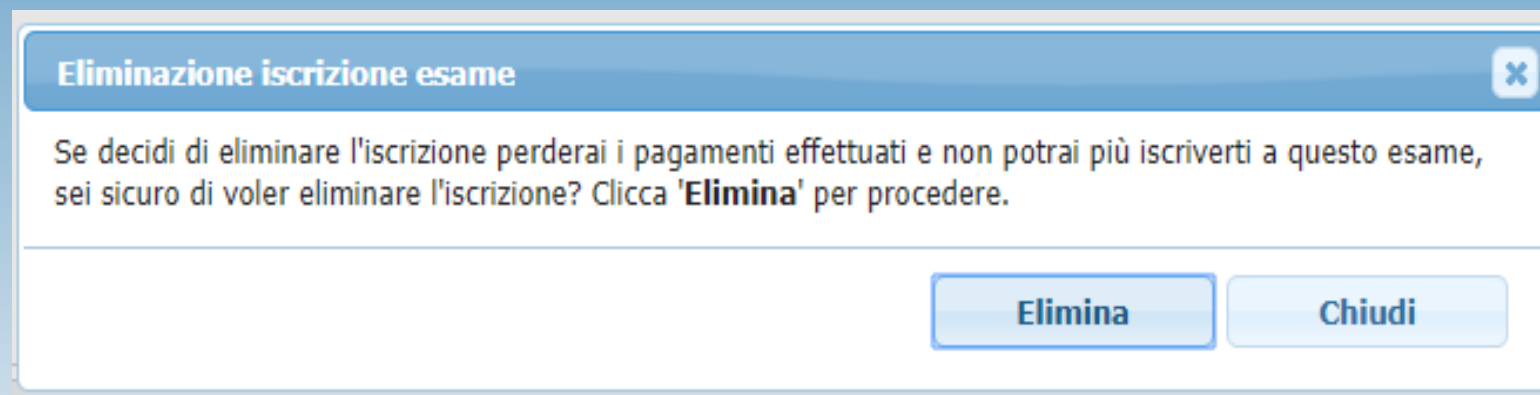 Eliminazione iscrizione esame
Se decidi di eliminare l'iscrizione perderai i pagamenti effettuati e non potrai più iscriverti a questo esame,
sei sicuro di voler eliminare l'iscrizione? Clicca 'Elimina' per procedere.
Elimina
Chiudi